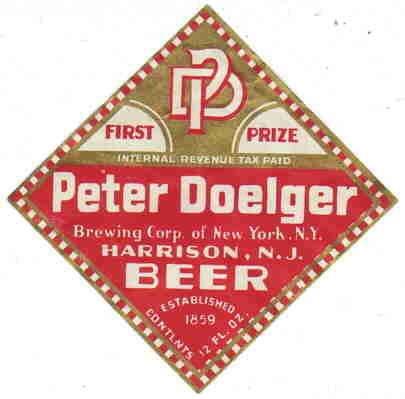 PD
FIRST PRIZE
INTERNAL REVENUE TAX PAID
Peter Doelger
Brewing Corp. of New York, N.Y.
HARRISON, N.J.
BEER
ESTABLISHED
1859
CONTENTS 12 FL. OZ.